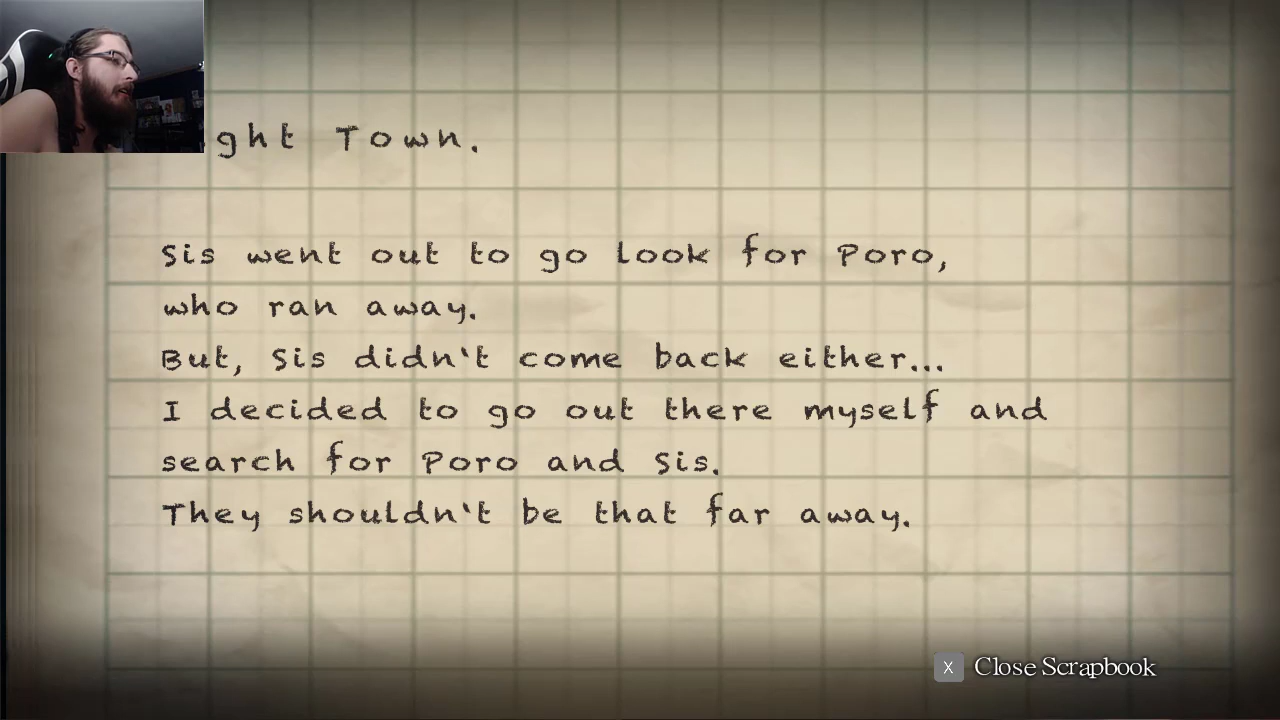 ght Town.
Sis went out to go look for Poro,
who ran away.
But, Sis didn't come back either...
I decided to go out there myself and
search for Poro and Sis.
They shouldn't be that far away.
X Close Scrapbook